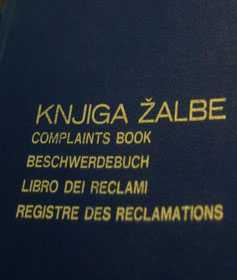 KNJIGA ŽALBE
COMPLAINTS BOOK
BESCHWERDEBUCH
LIBRO DEI RECLAMI
REGISTRE DES RECLAMATIONS